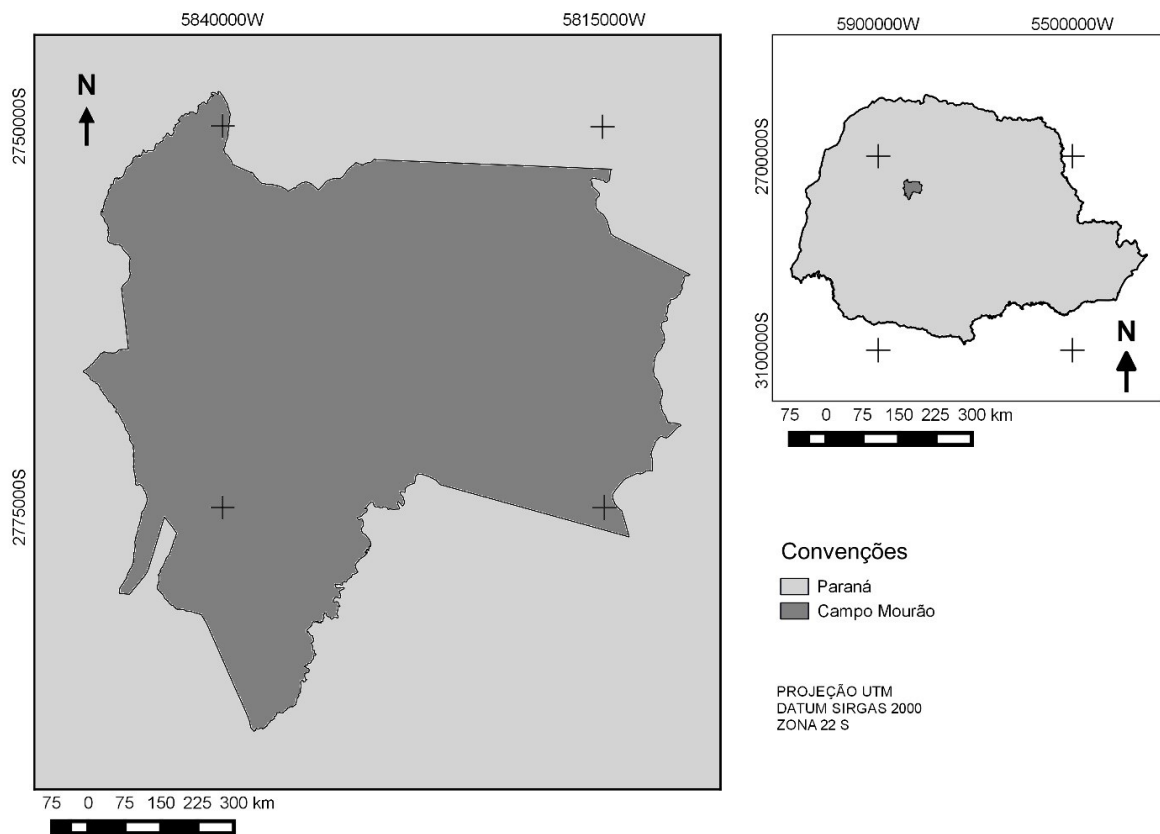 5840000W 5815000W
N
2750000S
2775000S
75 0 75 150 225 300 km
5900000W 5500000W
2700000S
3100000S
N
75 0 75 150 225 300 km
Convenções
Paraná
Campo Mourão
PROJEÇÃO UTM
DATUM SIRGAS 2000
ZONA 22 S